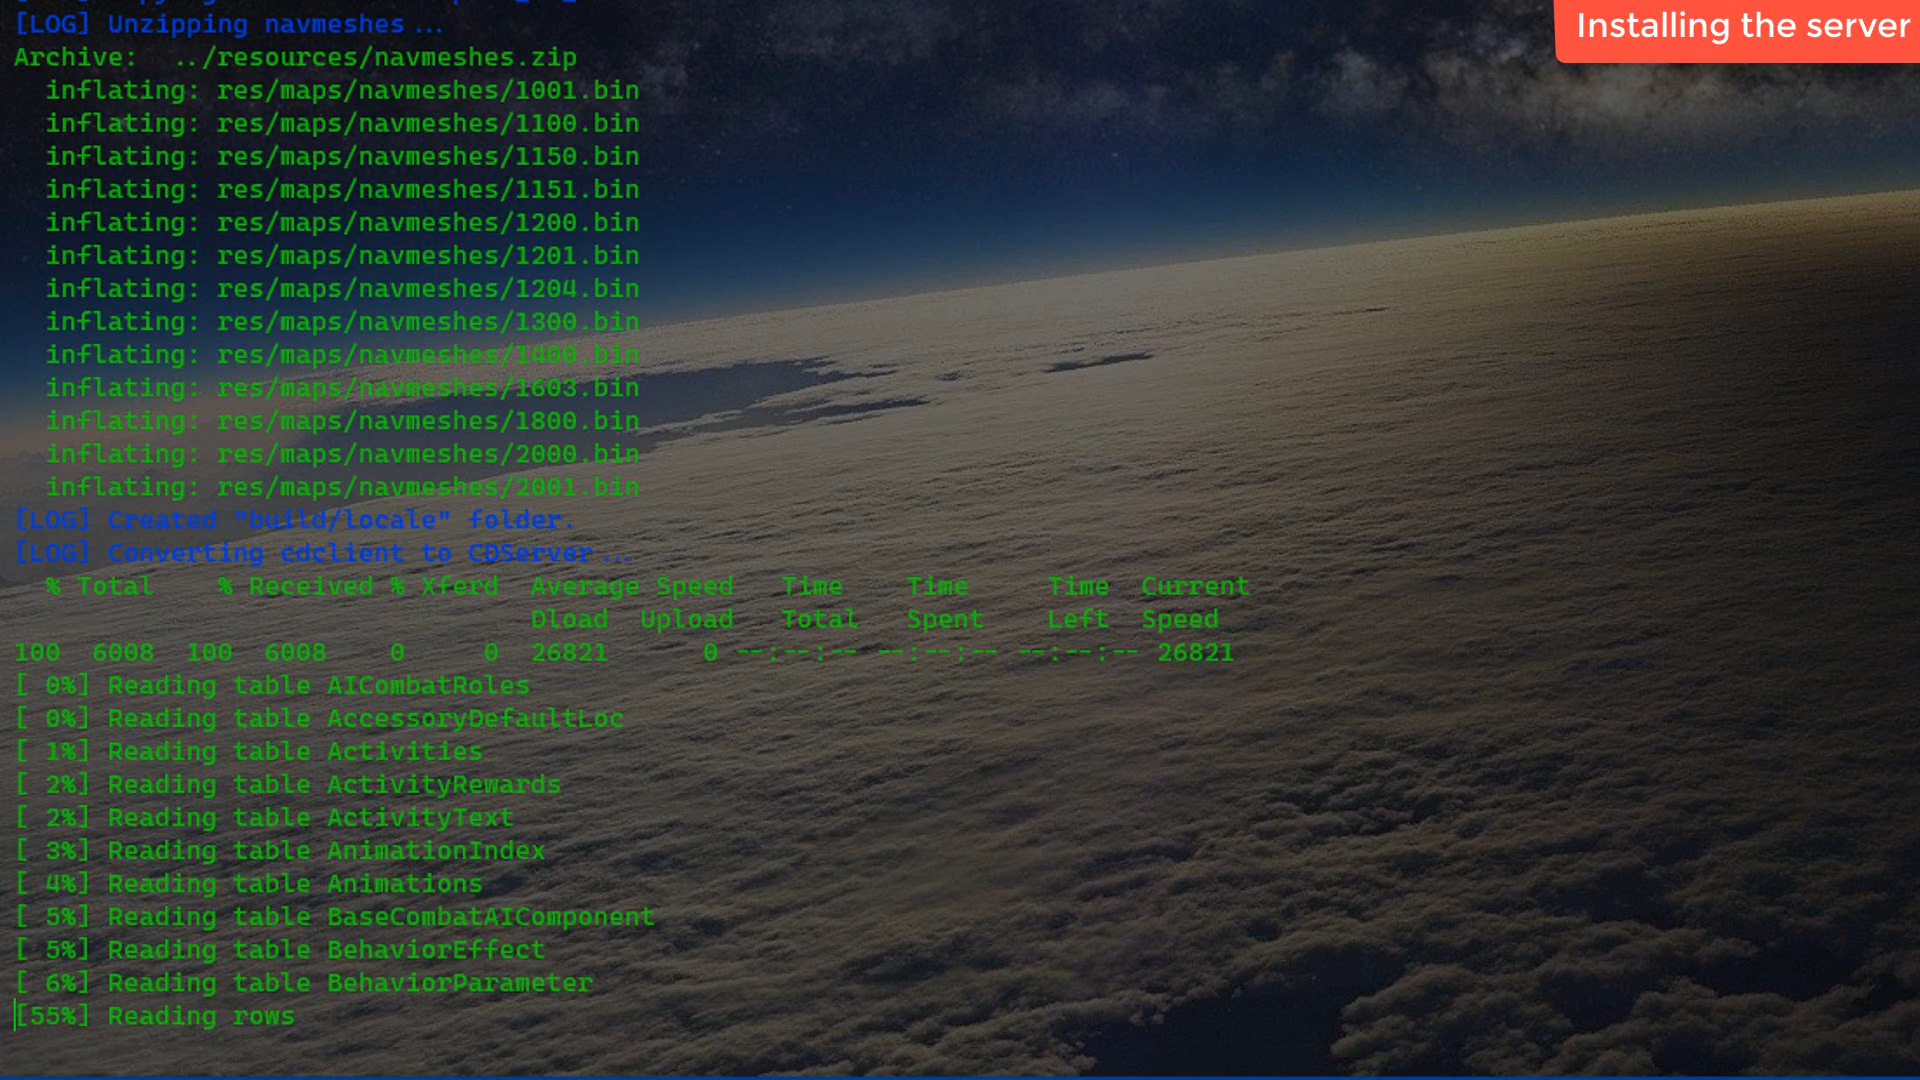 Installing the server
[LOG] Unzipping navmeshes...
Archive:  ../resources/navmeshes.zip
  inflating: res/maps/navmeshes/1001.bin
  inflating: res/maps/navmeshes/1100.bin
  inflating: res/maps/navmeshes/1150.bin
  inflating: res/maps/navmeshes/1151.bin
  inflating: res/maps/navmeshes/1200.bin
  inflating: res/maps/navmeshes/1201.bin
  inflating: res/maps/navmeshes/1204.bin
  inflating: res/maps/navmeshes/1300.bin
  inflating: res/maps/navmeshes/1400.bin
  inflating: res/maps/navmeshes/1603.bin
  inflating: res/maps/navmeshes/1800.bin
  inflating: res/maps/navmeshes/2000.bin
  inflating: res/maps/navmeshes/2001.bin
[LOG] Created "build/locale" folder.
[LOG] Converting cdclient to CDServer...
  % Total    % Received % Xferd  Average Speed   Time    Time     Time  Current
                                 Dload  Upload   Total   Spent    Left  Speed
100  6008  100  6008    0     0  26821      0 --:--:-- --:--:-- --:--:-- 26821
[ 0%] Reading table AICombatRoles
[ 0%] Reading table AccessoryDefaultLoc
[ 1%] Reading table Activities
[ 2%] Reading table ActivityRewards
[ 2%] Reading table ActivityText
[ 3%] Reading table AnimationIndex
[ 4%] Reading table Animations
[ 5%] Reading table BaseCombatAIComponent
[ 5%] Reading table BehaviorEffect
[ 6%] Reading table BehaviorParameter
[55%] Reading rows